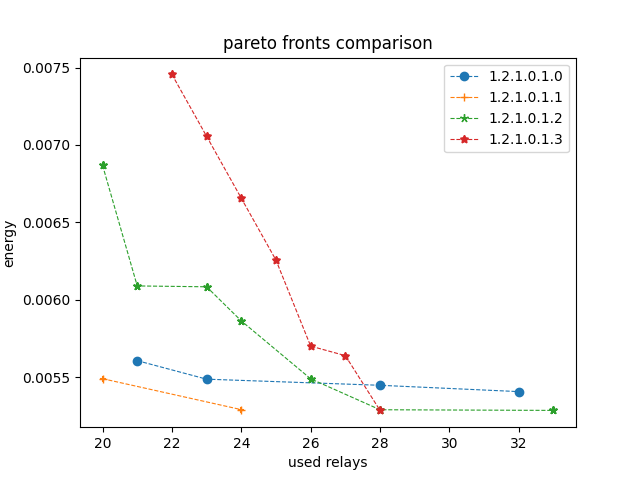 pareto fronts comparison
1.2.1.0.1.0
1.2.1.0.1.1
1.2.1.0.1.2
1.2.1.0.1.3
0.0075
0.0070
0.0065
0.0060
0.0055
energy
20 22 24 26 28 30 32
used relays